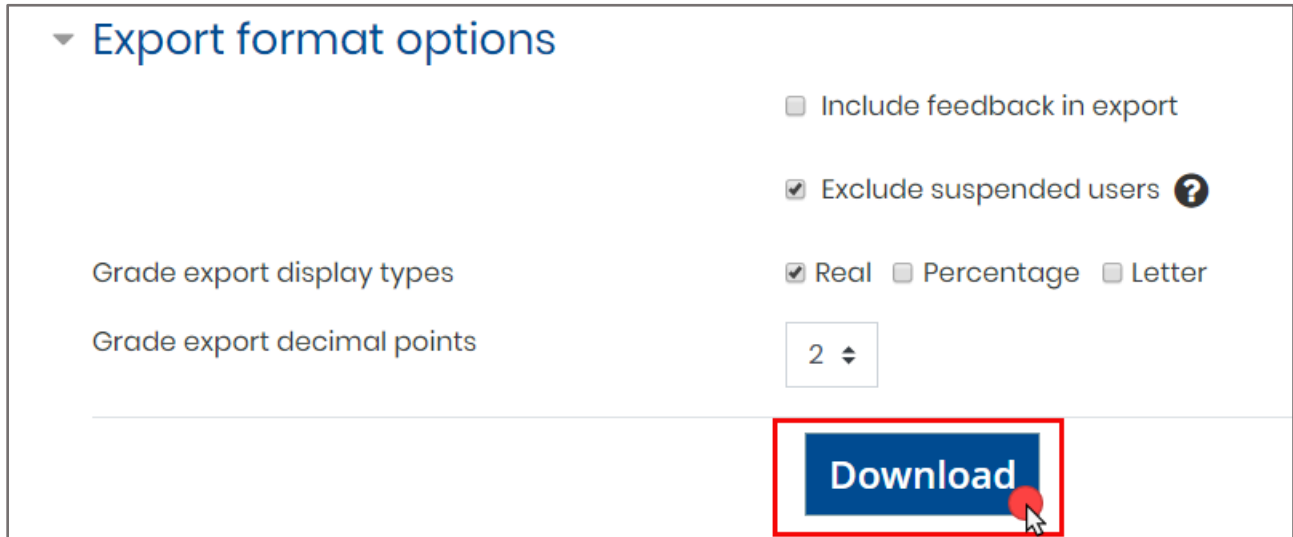 Export format options
Include feedback in export
Exclude suspended users ?
Grade export display types Real Percentage Letter
Grade export decimal points 2
Download